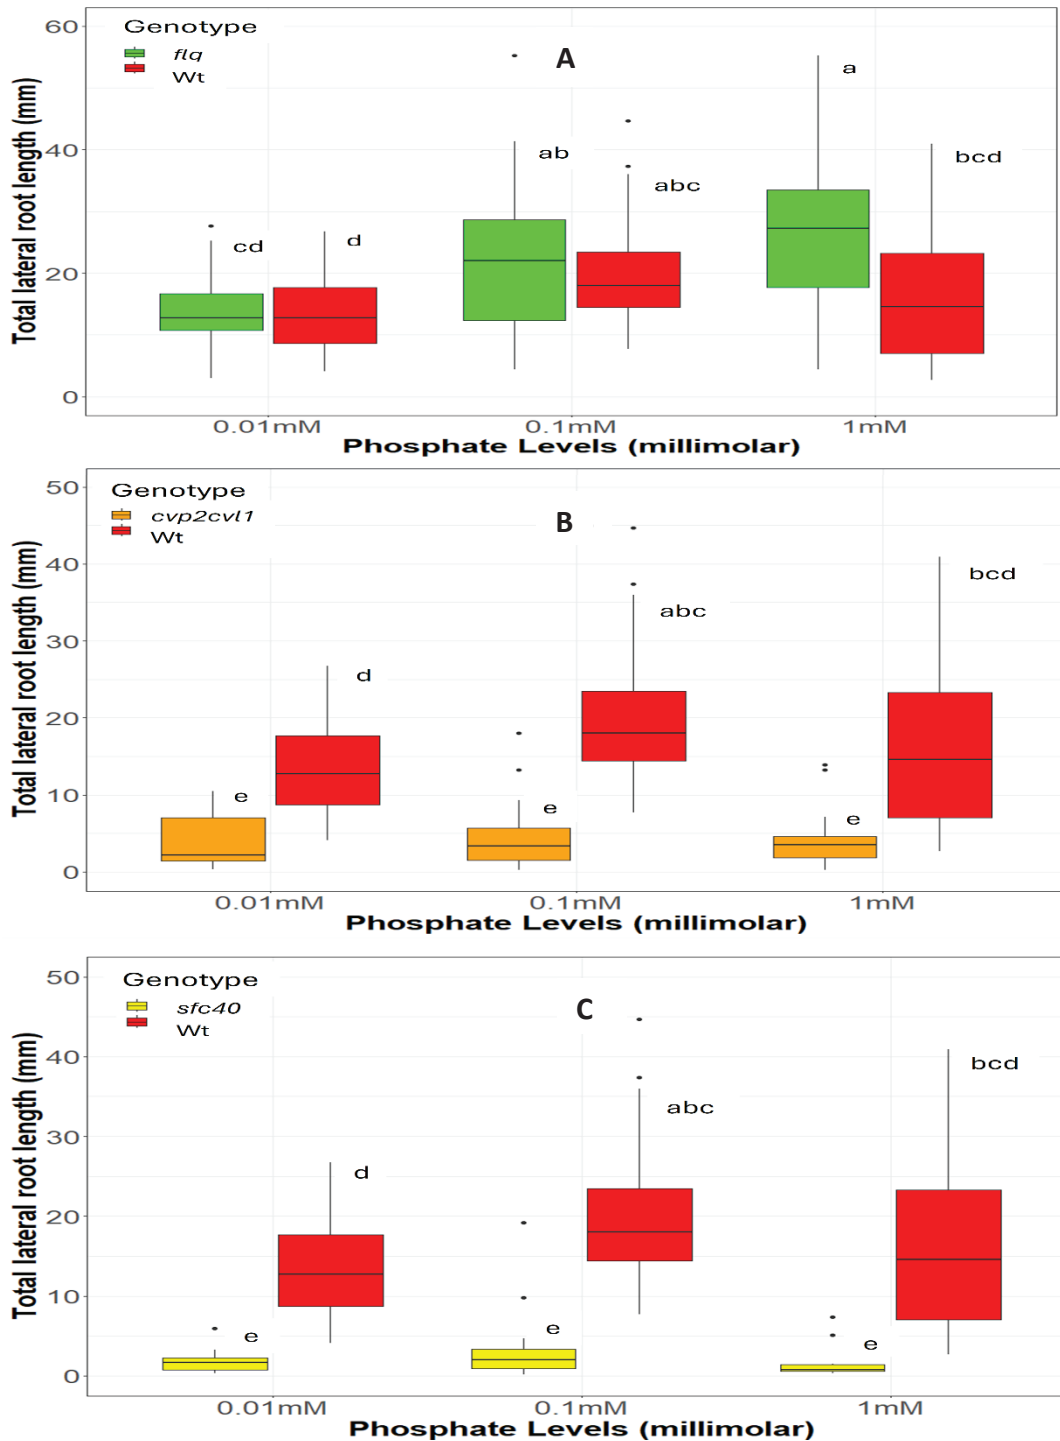 Genotype
flq
Wt
A
Total lateral root length (mm)
60
40
20
0
cd
d
ab
abc
a
bcd
0.01mM
0.1mM
1mM
Phosphate Levels (millimolar)
Genotype
cvp2cvl1
Wt
B
Total lateral root length (mm)
50
40
30
20
10
0
e
d
e
abc
e
bcd
0.01mM
0.1mM
1mM
Phosphate Levels (millimolar)
Genotype
sfc40
Wt
C
Total lateral root length (mm)
50
40
30
20
10
0
e
d
e
abc
e
bcd
0.01mM
0.1mM
1mM
Phosphate Levels (millimolar)